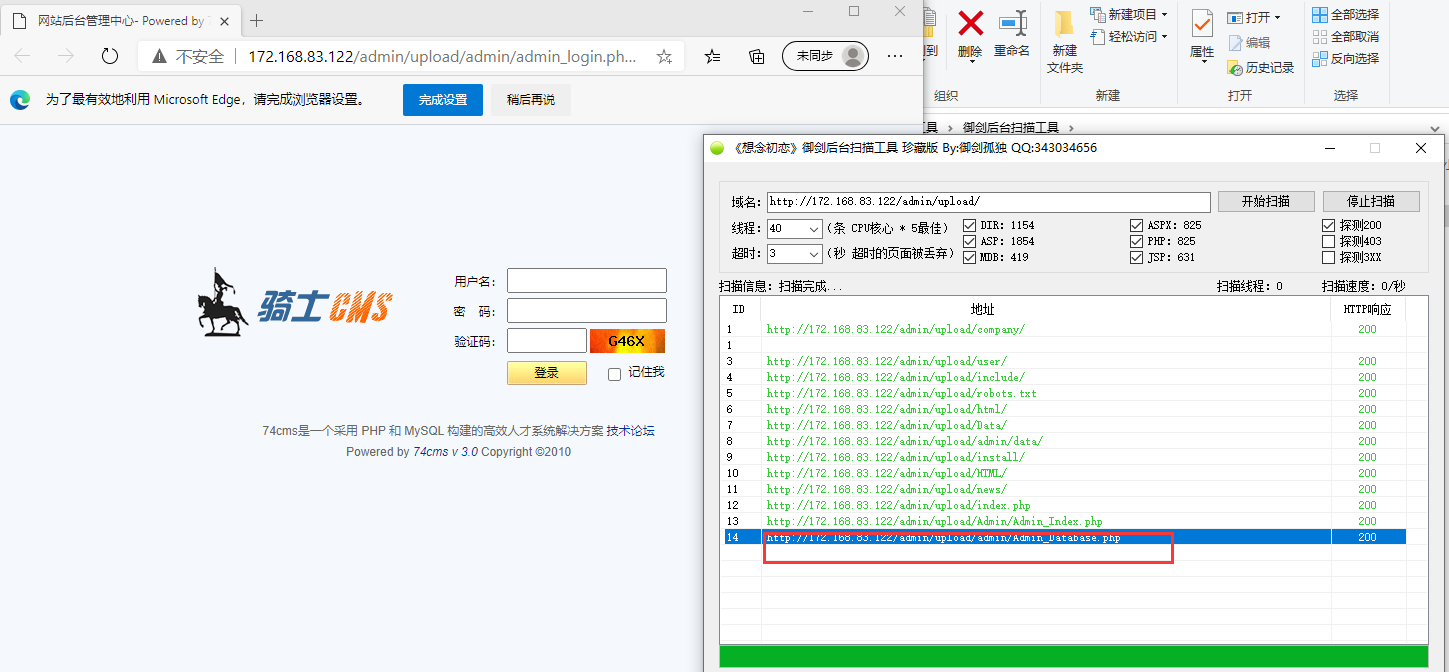 网站后台管理中心- Powered by
不安全
172.168.83.122/admin/upload/admin/admin_login.ph...
未同步
为了最有效地利用 Microsoft Edge，请完成浏览器设置。
完成设置
稍后再说
用户名：
密 码：
验证码：
G46X
登录
记住我
骑士CMS
74cms是一个采用 PHP 和 MySQL 构建的高效人才系统解决方案 技术论坛
Powered by 74cms v 3.0 Copyright ©2010
到
删除
重命名
组织
新建
文件夹
新建项目
轻松访问
新建
属性
打开
编辑
历史记录
打开
全部选择
全部取消
反向选择
选择
工具 › 御剑后台扫描工具 ›
《想念初恋》御剑后台扫描工具 珍藏版 By:御剑孤独 QQ:343034656
域名：
http://172.168.83.122/admin/upload/
开始扫描
停止扫描
线程：
40
(条 CPU核心 * 5最佳)
超时：
3
(秒 超时的页面被丢弃)
DIR: 1154
ASP: 1854
MDB: 419
ASPX: 825
PHP: 825
JSP: 631
探测200
探测403
探测3XX
扫描信息：扫描完成...
扫描线程：0
扫描速度：0/秒
ID 地址 HTTP响应
1 http://172.168.83.122/admin/upload/company/ 200
1
3 http://172.168.83.122/admin/upload/user/ 200
4 http://172.168.83.122/admin/upload/include/ 200
5 http://172.168.83.122/admin/upload/robots.txt 200
6 http://172.168.83.122/admin/upload/html/ 200
7 http://172.168.83.122/admin/upload/Data/ 200
8 http://172.168.83.122/admin/upload/admin/data/ 200
9 http://172.168.83.122/admin/upload/install/ 200
10 http://172.168.83.122/admin/upload/HTML/ 200
11 http://172.168.83.122/admin/upload/news/ 200
12 http://172.168.83.122/admin/upload/index.php 200
13 http://172.168.83.122/admin/upload/Admin/Admin_Index.php 200
14 http://172.168.83.122/admin/upload/admin/Admin_Database.php 200